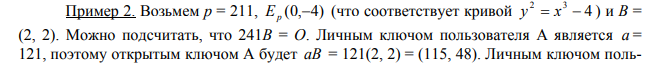 Пример 2. Возьмем p = 211, Eₚ(0,–4) (что соответствует кривой y² = x³ – 4 ) и B =
(2, 2). Можно подсчитать, что 241B = O. Личным ключом пользователя А является a =
121, поэтому открытым ключом А будет aB = 121(2, 2) = (115, 48). Личным ключом поль-